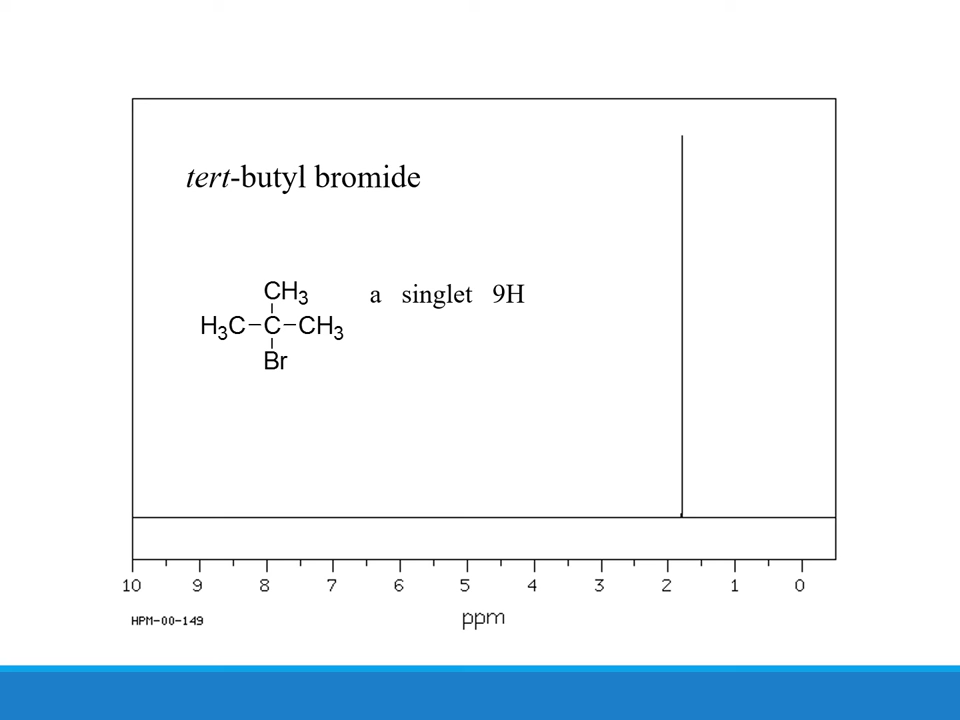 tert-butyl bromide
CH3 a singlet 9H
H3C–C–CH3
Br
10 9 8 7 6 5 4 3 2 1 0
HPM-00-149 ppm